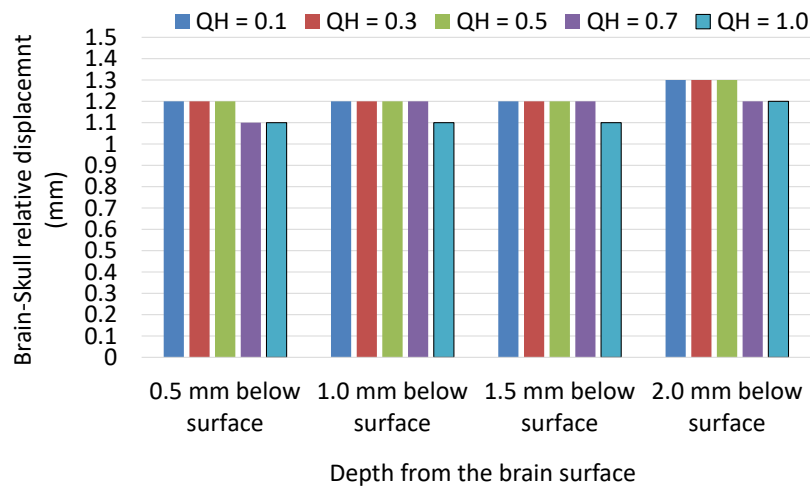 QH = 0.1 QH = 0.3 QH = 0.5 QH = 0.7 QH = 1.0
Brain-Skull relative displacemnt
(mm)
1.5
1.4
1.3
1.2
1.1
1
0.9
0.8
0.7
0.6
0.5
0.4
0.3
0.2
0.1
0
0.5 mm below
surface
1.0 mm below
surface
1.5 mm below
surface
2.0 mm below
surface
Depth from the brain surface